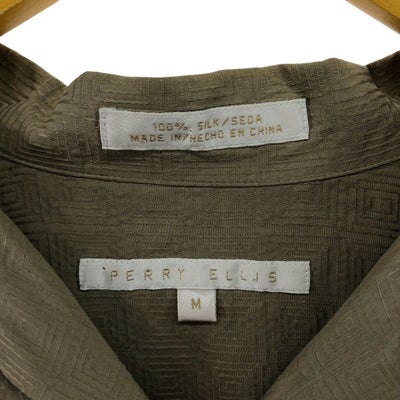 100% SILK/SEDA
MADE IN/HECHO EN CHINA
PERRY ELLIS
M